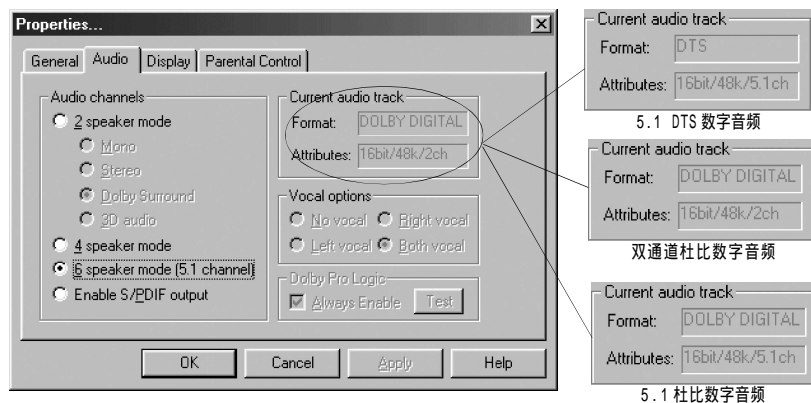 Properties...
General Audio Display Parental Control
Audio channels
2 speaker mode
Mono
Stereo
Dolby Surround
3D audio
4 speaker mode
6 speaker mode (5.1 channel)
Enable S/PDIF output
Current audio track
Format: DOLBY DIGITAL
Attributes: 16bit/48k/2ch
Vocal options
No vocal Right vocal
Left vocal Both vocal
Dolby Pro Logic
Always Enable Test
OK Cancel Apply Help
Current audio track
Format: DTS
Attributes: 16bit/48k/5.1ch
5.1 DTS 数字音频
Current audio track
Format: DOLBY DIGITAL
Attributes: 16bit/48k/2ch
双通道杜比数字音频
Current audio track
Format: DOLBY DIGITAL
Attributes: 16bit/48k/5.1ch
5.1杜比数字音频